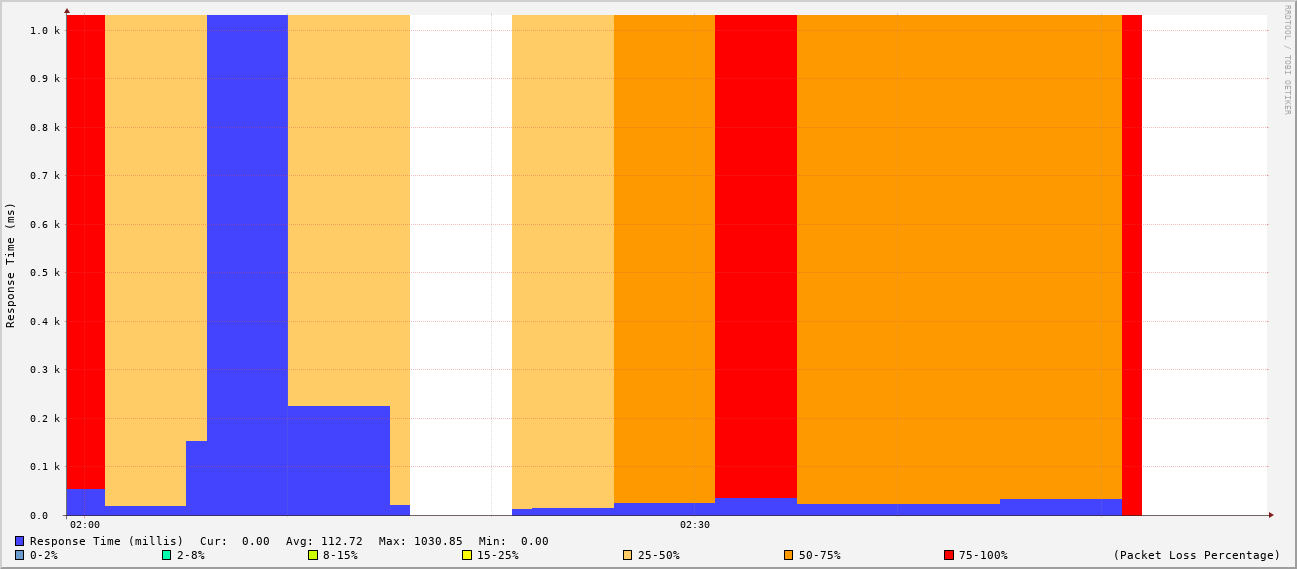 RRDTOOL / TOBI OETIKER
Response Time (ms)
1.0 k
0.9 k
0.8 k
0.7 k
0.6 k
0.5 k
0.4 k
0.3 k
0.2 k
0.1 k
0.0
02:00 02:30
Response Time (millis) Cur: 0.00 Avg: 112.72 Max: 1030.85 Min: 0.00
0-2% 2-8% 8-15% 15-25% 25-50% 50-75% 75-100% (Packet Loss Percentage)